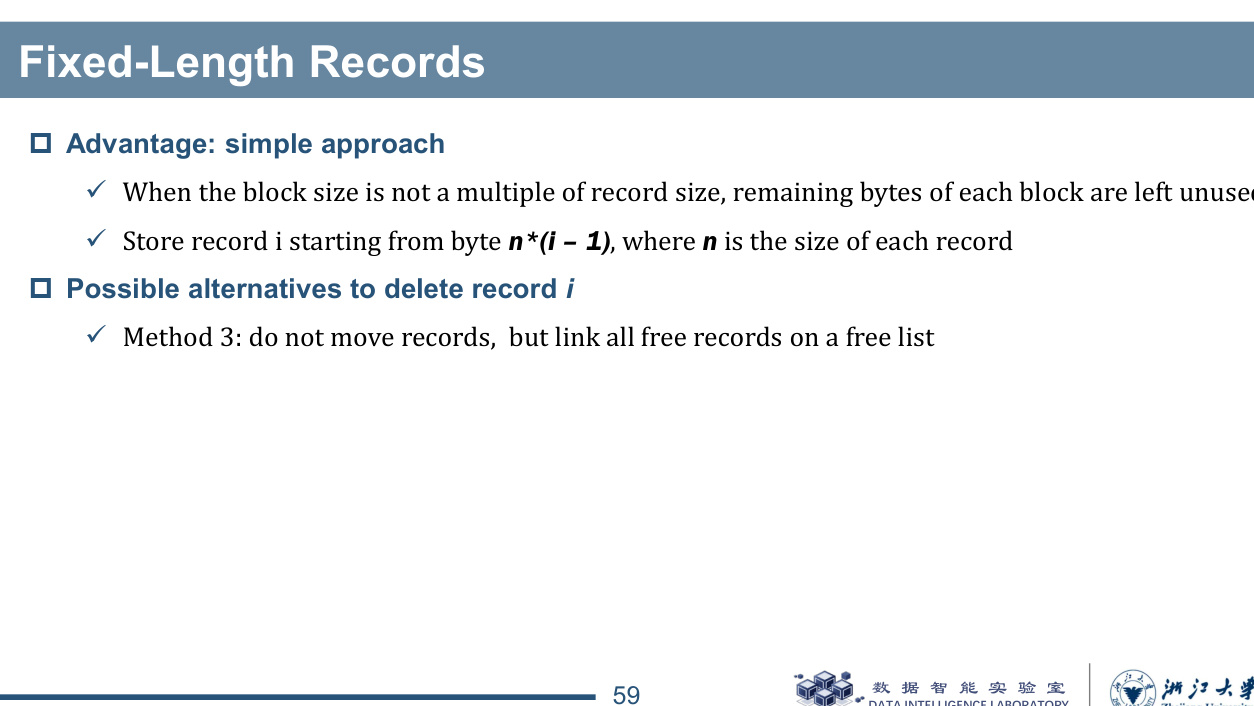 Fixed-Length Records
Advantage: simple approach
When the block size is not a multiple of record size, remaining bytes of each block are left
Store record i starting from byte n*(i – 1), where n is the size of each record
Possible alternatives to delete record i
Method 3: do not move records,  but link all free records on a free list
59
数据智能实验室
DATA INTELLIGENCE LABORATORY
浙江大学